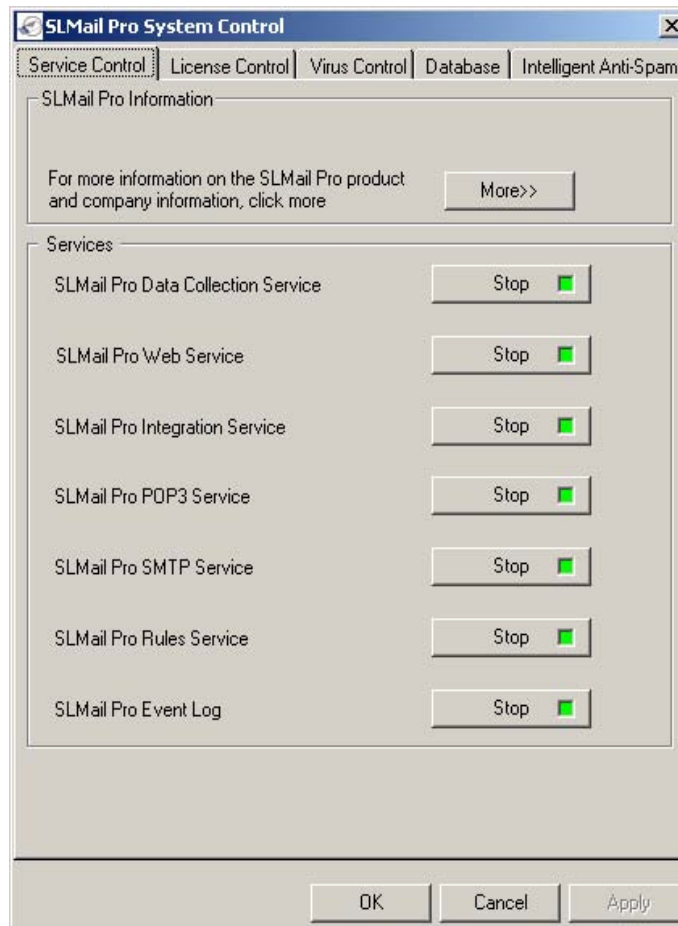 SLMail Pro System Control
Service Control License Control Virus Control Database Intelligent Anti-Spam
SLMail Pro Information
For more information on the SLMail Pro product
and company information, click more
More>>
Services
SLMail Pro Data Collection Service Stop
SLMail Pro Web Service Stop
SLMail Pro Integration Service Stop
SLMail Pro POP3 Service Stop
SLMail Pro SMTP Service Stop
SLMail Pro Rules Service Stop
SLMail Pro Event Log Stop
OK Cancel Apply